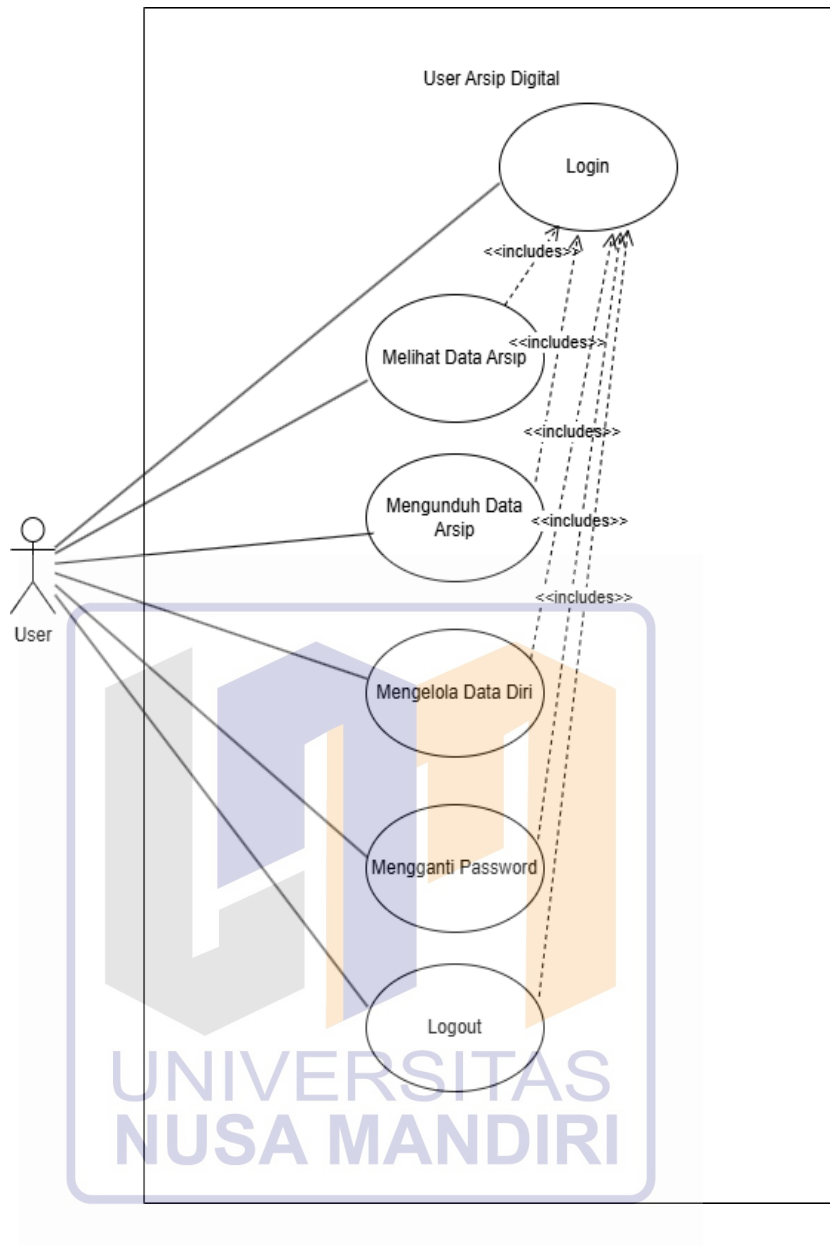 User Arsip Digital
Login
<<includes>>
<<includes>>
Melihat Data Arsip
<<includes>>
Mengunduh Data
Arsip
<<includes>>
<<includes>>
User
Mengelola Data Diri
Mengganti Password
Logout
UNIVERSITAS
NUSA MANDIRI